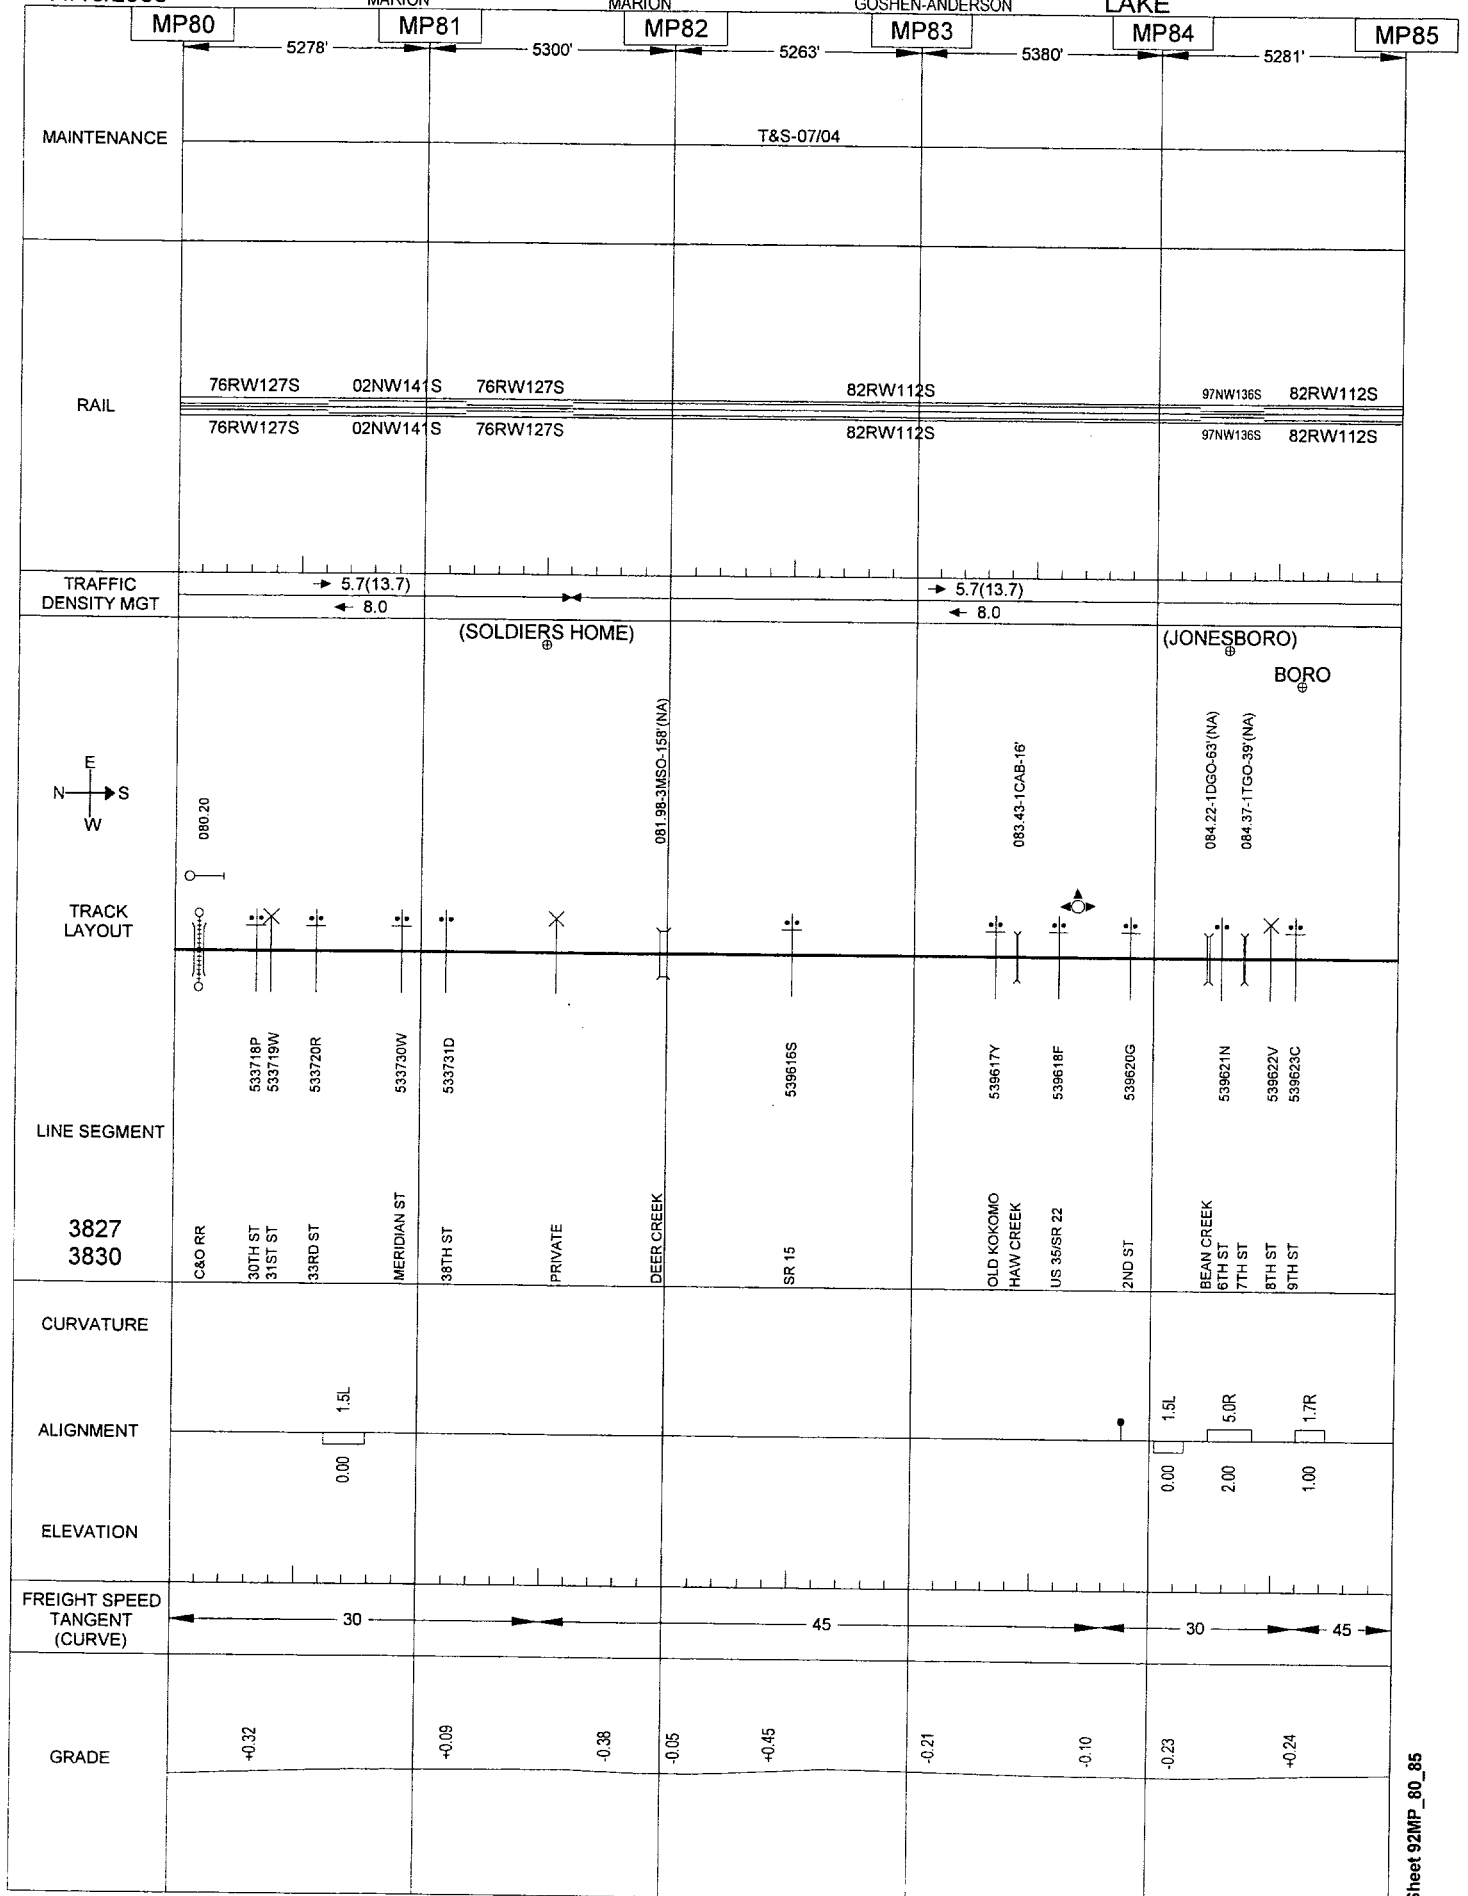 MARION MARION GOSHEN-ANDERSON LAKE
MP80 MP81 MP82 MP83 MP84 MP85
5278' 5300' 5263' 5380' 5281'
MAINTENANCE
T&S-07/04
RAIL
76RW127S 02NW141S 76RW127S 82RW112S 97NW136S 82RW112S
76RW127S 02NW141S 76RW127S 82RW112S 97NW136S 82RW112S
TRAFFIC
DENSITY MGT
5.7(13.7) 5.7(13.7)
8.0 8.0
(SOLDIERS HOME) (JONESBORO)
BORO
E
N S
W
080.20
081.98-3MSO-158'(NA)
083.43-1CAB-16'
084.22-1DGO-63'(NA)
084.37-1TGO-39'(NA)
TRACK
LAYOUT
533718P
533719W
533720R
533730W
533731D
539616S
539617Y
539618F
539620G
539621N
539622V
539623C
LINE SEGMENT
3827
3830
C&O RR
30TH ST
31ST ST
33RD ST
MERIDIAN ST
38TH ST
PRIVATE
DEER CREEK
SR 15
OLD KOKOMO
HAW CREEK
US 35/SR 22
2ND ST
BEAN CREEK
6TH ST
7TH ST
8TH ST
9TH ST
CURVATURE
1.5L 1.5L 5.0R 1.7R
ALIGNMENT
0.00 0.00 2.00 1.00
ELEVATION
FREIGHT SPEED
TANGENT
(CURVE)
30 45 30 45
GRADE
+0.32 +0.09 -0.38 -0.05 +0.45 -0.21 -0.10 -0.23 +0.24
Sheet 92MP_80_85